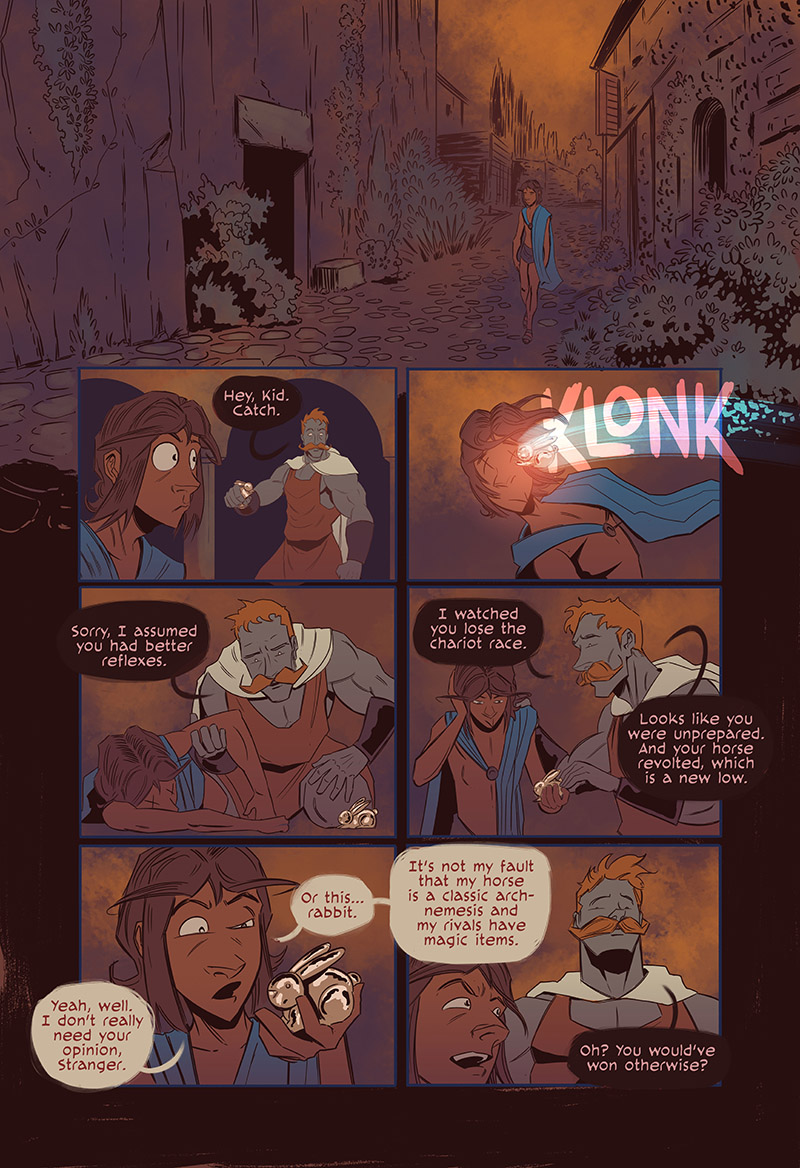 Hey, Kid.
Catch.
KLONK
Sorry, I assumed
you had better
reflexes.
I watched
you lose the
chariot race.
Looks like you
were unprepared.
And your horse
revolted, which
is a new low.
Yeah, well.
I don't really
need your
opinion,
Stranger.
Or this...
rabbit.
It's not my fault
that my horse
is a classic arch-
nemesis and
my rivals have
magic items.
Oh? You would've
won otherwise?